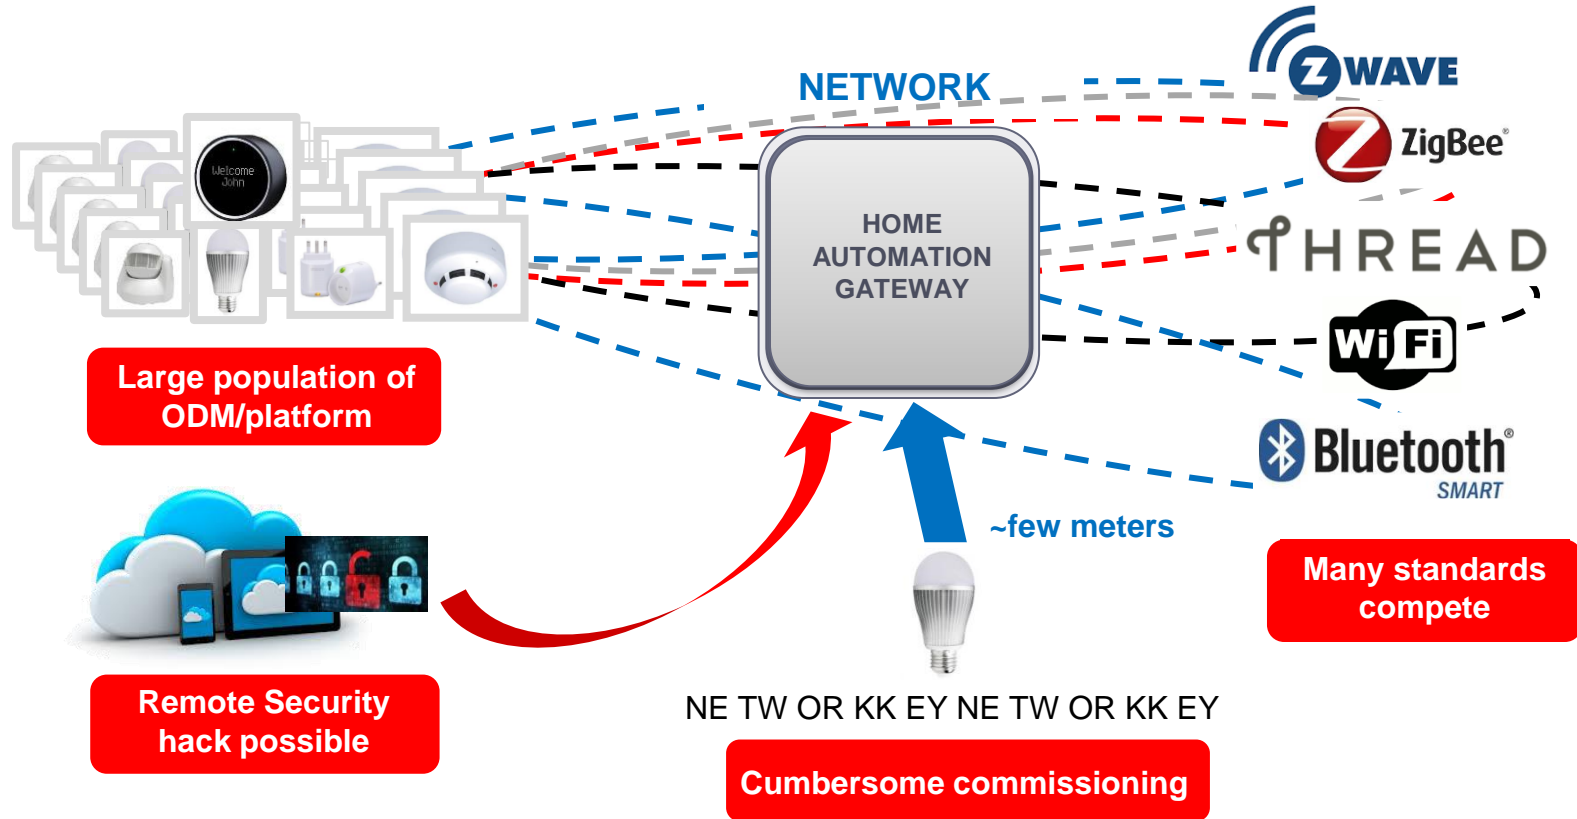 NETWORK
Z WAVE
ZigBee®
Wellcome
John
HOME
AUTOMATION
GATEWAY
THREAD
Wi Fi
Large population of
ODM/platform
Bluetooth®
SMART
~few meters
Many standards
compete
Remote Security
hack possible
NE TW OR KK EY NE TW OR KK EY
Cumbersome commissioning